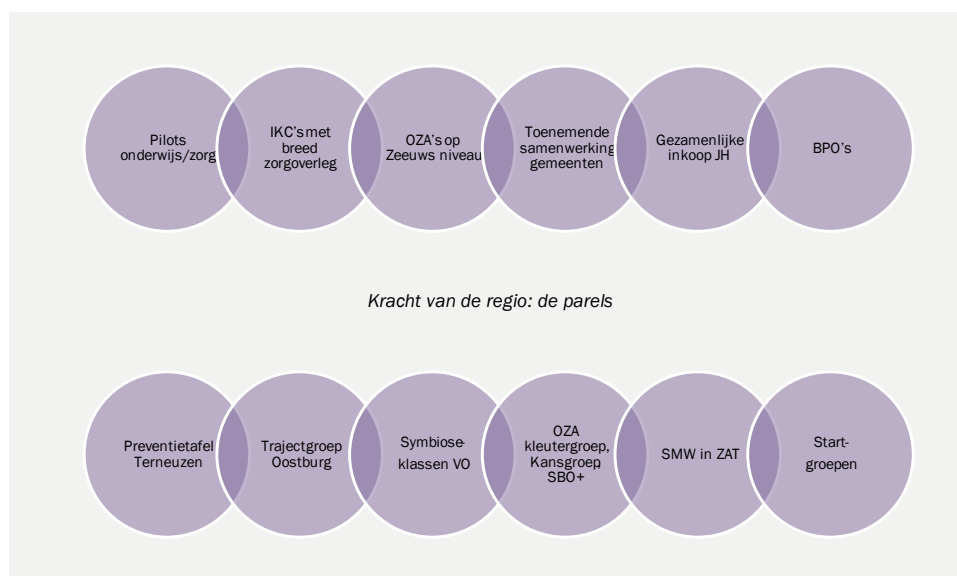 Pilots
onderwijs/zorg
IKC's met
breed
zorgoverleg
OZA's op
Zeeuws niveau
Toenemende
samenwerking
gemeenten
Gezamenlijke
inkoop JH
BPO's
Kracht van de regio: de parels
Preventietafel
Terneuzen
Trajectgroep
Oostburg
Symbiose-
klassen VO
OZA
kleutergroep,
Kansgroep,
SBO+
SMW in ZAT
Start-
groepen